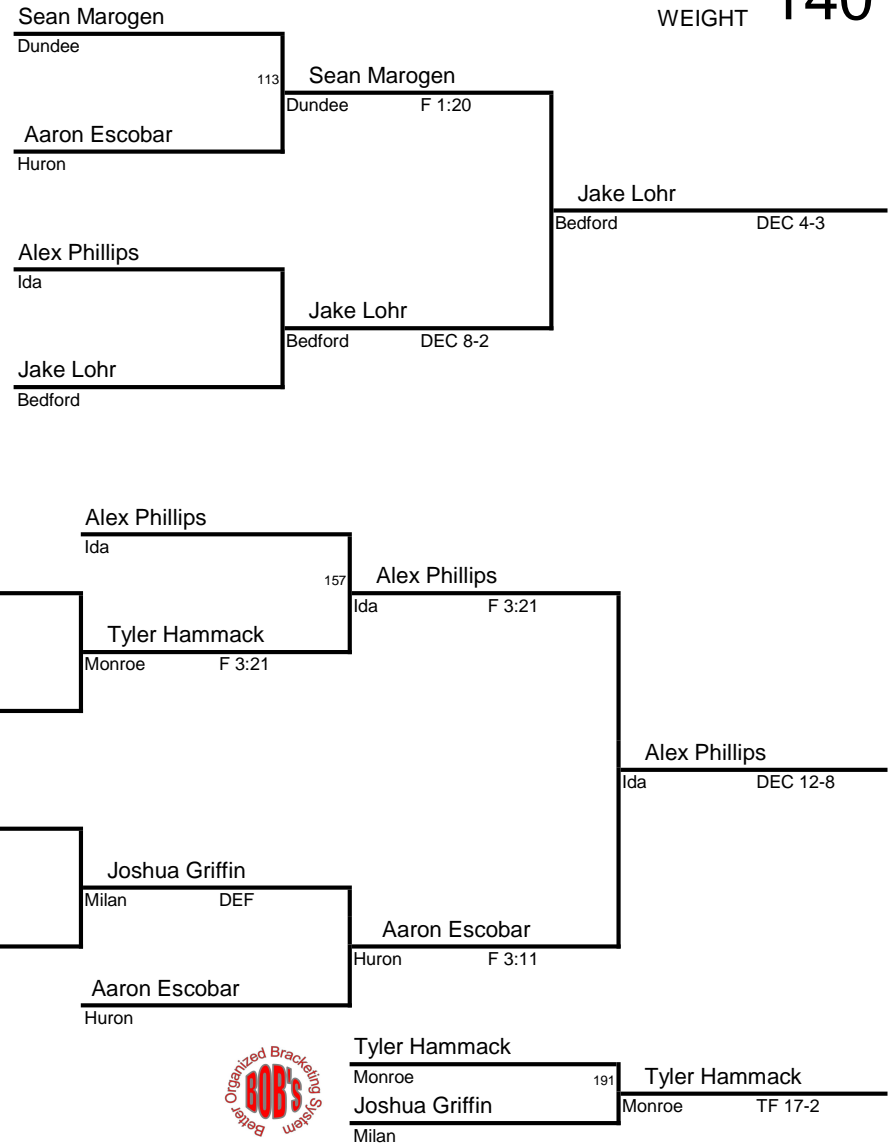 WEIGHT 140
Sean Marogen
Dundee
113
Sean Marogen
Dundee F 1:20
Aaron Escobar
Huron
Jake Lohr
Bedford DEC 4-3
Alex Phillips
Ida
Jake Lohr
Bedford DEC 8-2
Jake Lohr
Bedford
Alex Phillips
Ida
157
Alex Phillips
Ida F 3:21
Tyler Hammack
Monroe F 3:21
Alex Phillips
Ida DEC 12-8
Joshua Griffin
Milan DEF
Aaron Escobar
Huron F 3:11
Aaron Escobar
Huron
Better Organized Bracketing System
BOB's
Tyler Hammack
Monroe
191
Tyler Hammack
Monroe TF 17-2
Joshua Griffin
Milan